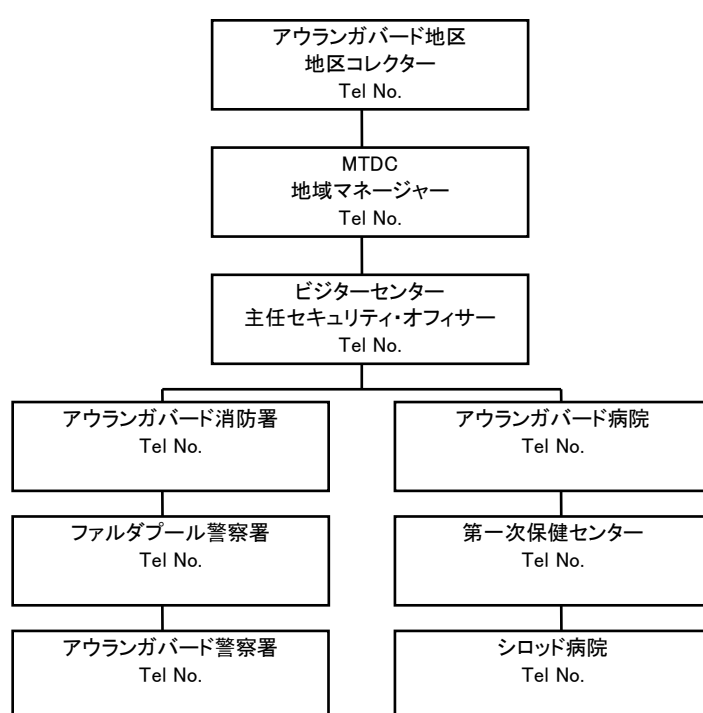 アウランガバード地区
地区コレクター
Tel No.
MTDC
地域マネージャー
Tel No.
ビジターセンター
主任セキュリティ・オフィサー
Tel No.
アウランガバード消防署
Tel No.
アウランガバード病院
Tel No.
ファルダプール警察署
Tel No.
第一次保健センター
Tel No.
アウランガバード警察署
Tel No.
シロッド病院
Tel No.